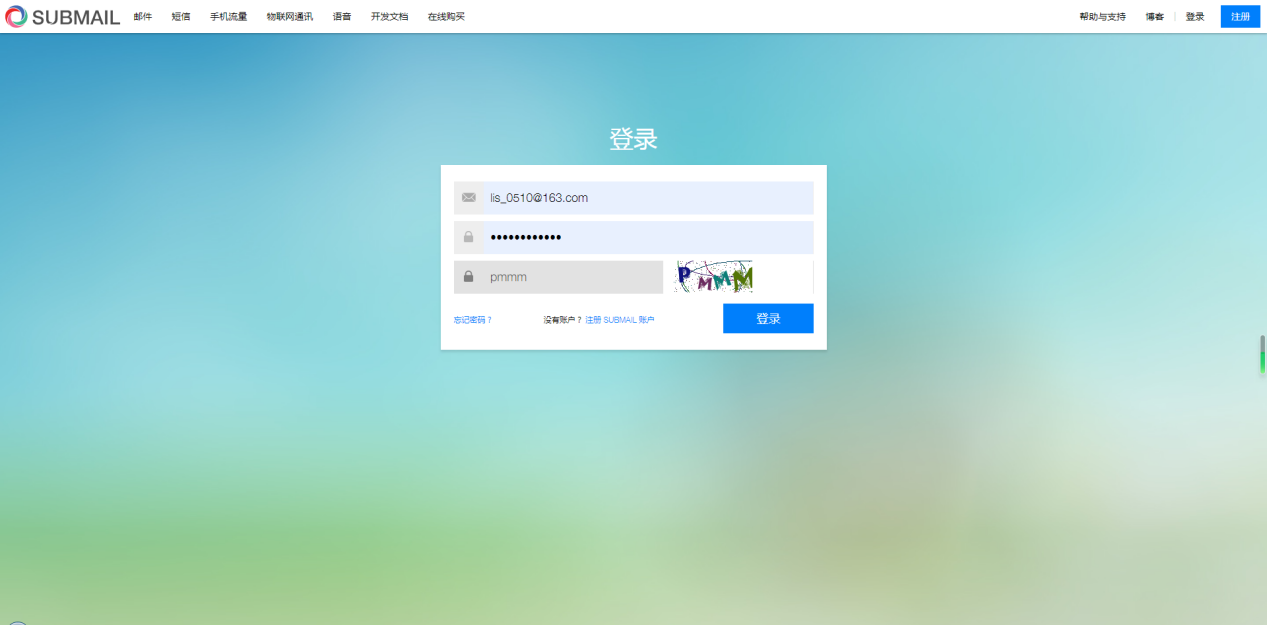 SUBMAIL 邮件 短信 手机流量 物联网通讯 语音 开发文档 在线购买 帮助与支持 博客 登录 注册
登录
lis_0510@163.com
••••••••••••
pmmm PMMM
忘记密码？ 没有账户？ 注册 SUBMAIL 账户 登录